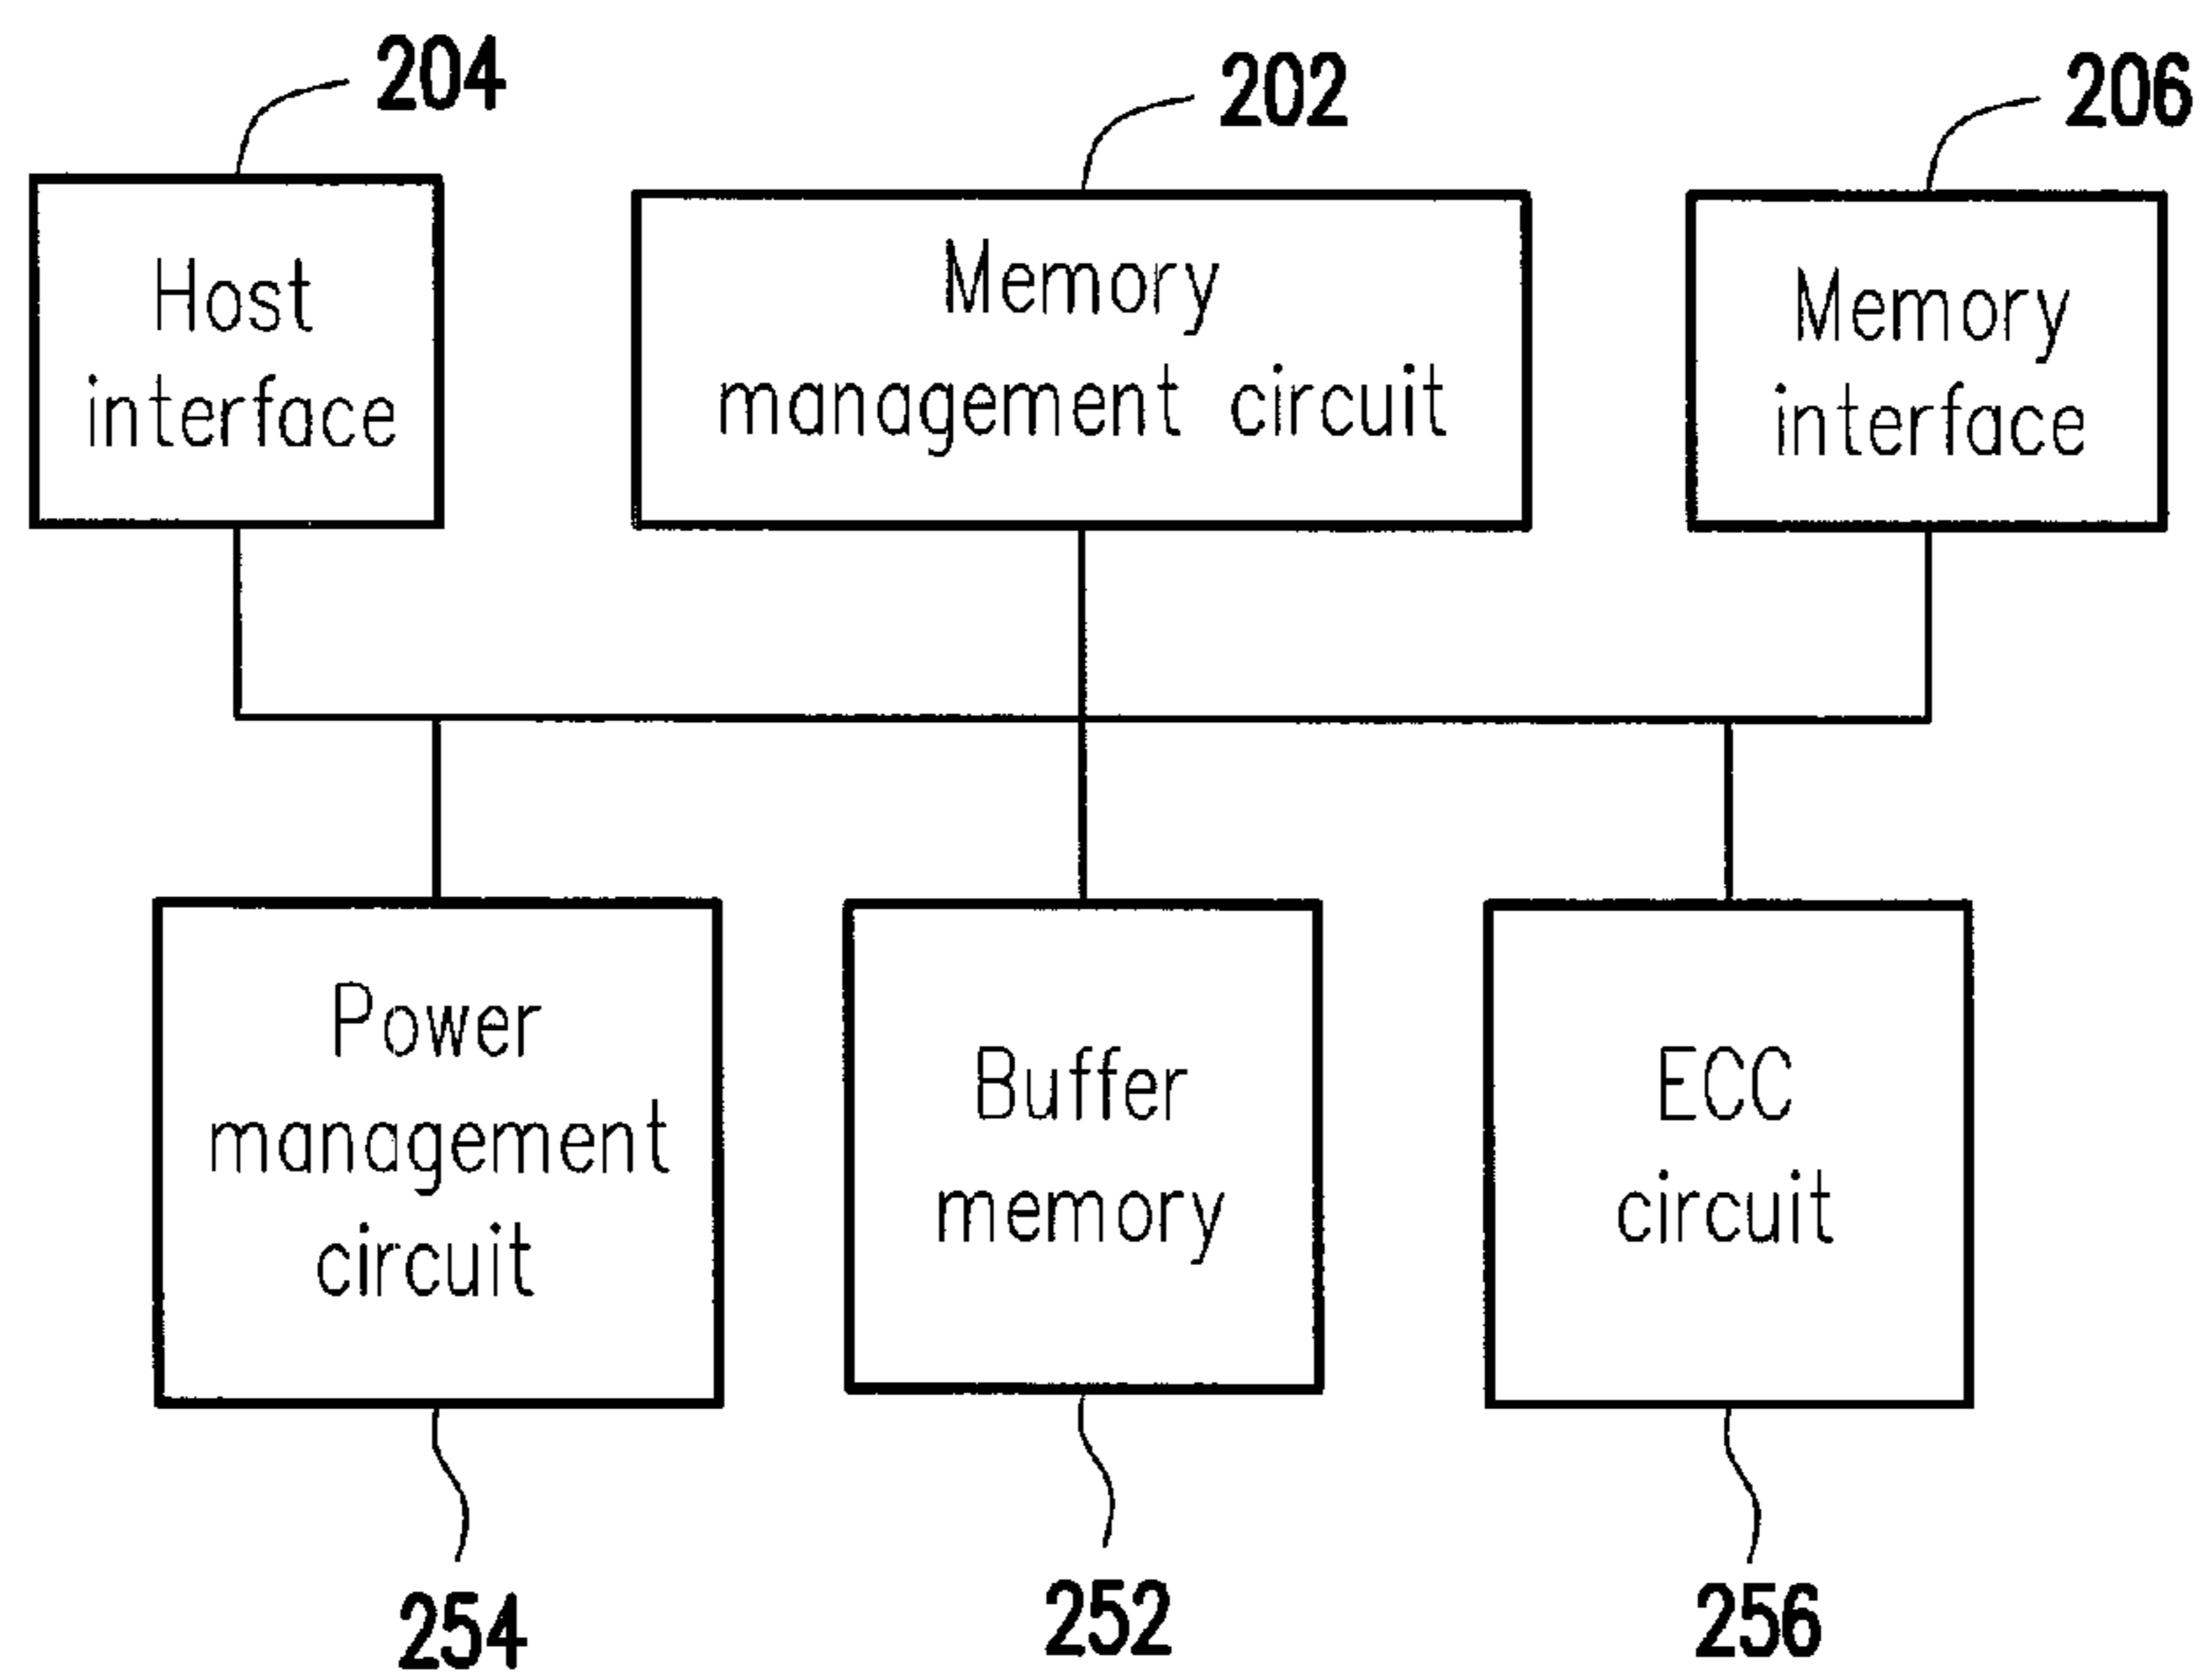 204
202
206
Host
interface
Memory
management circuit
Memory
interface
Power
management
circuit
Buffer
memory
ECC
circuit
254
252
256